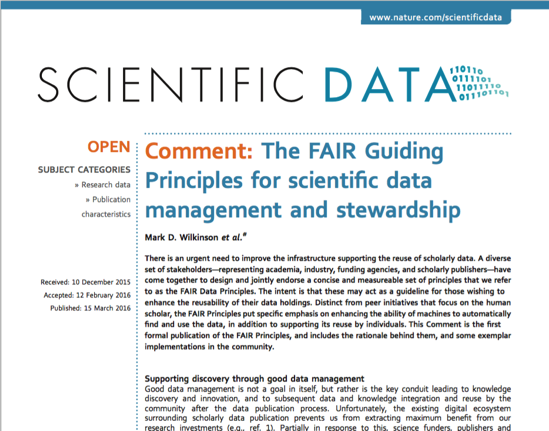 www.nature.com/scientificdata
SCIENTIFIC DATA
110110
0111101
11011110
011101101
OPEN
SUBJECT CATEGORIES
» Research data
» Publication
characteristics
Received: 10 December 2015
Accepted: 12 February 2016
Published: 15 March 2016
Comment: The FAIR Guiding
Principles for scientific data
management and stewardship
Mark D. Wilkinson et al.#
There is an urgent need to improve the infrastructure supporting the reuse of scholarly data. A diverse
set of stakeholders—representing academia, industry, funding agencies, and scholarly publishers—have
come together to design and jointly endorse a concise and measureable set of principles that we refer
to as the FAIR Data Principles. The intent is that these may act as a guideline for those wishing to
enhance the reusability of their data holdings. Distinct from peer initiatives that focus on the human
scholar, the FAIR Principles put specific emphasis on enhancing the ability of machines to automatically
find and use the data, in addition to supporting its reuse by individuals. This Comment is the first
formal publication of the FAIR Principles, and includes the rationale behind them, and some exemplar
implementations in the community.
Supporting discovery through good data management
Good data management is not a goal in itself, but rather is the key conduit leading to knowledge
discovery and innovation, and to subsequent data and knowledge integration and reuse by the
community after the data publication process. Unfortunately, the existing digital ecosystem
surrounding scholarly data publication prevents us from extracting maximum benefit from our
research investments (e.g., ref. 1). Partially in response to this, science funders, publishers and